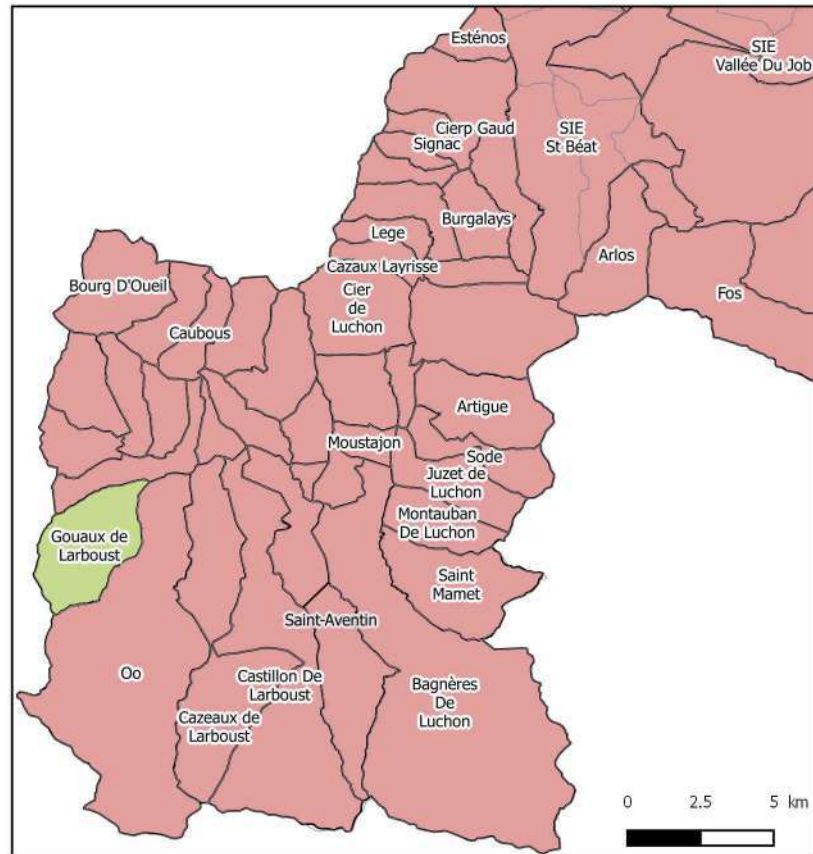 Esténos
SIE
Vallée Du Job
Cierp Gaud
Signac
SIE
St Béat
Burgalays
Lege
Arlos
Cazaux Layrisse
Bourg D'Oueil
Cier
de
Luchon
Fos
Caubous
Artigue
Moustajon
Sode
Juzet de
Luchon
Gouaux de
Larboust
Montauban
De Luchon
Saint
Mamet
Saint-Aventin
Oo
Castillon De
Larboust
Bagnères
De
Luchon
Cazeaux de
Larboust
0 2.5 5 km